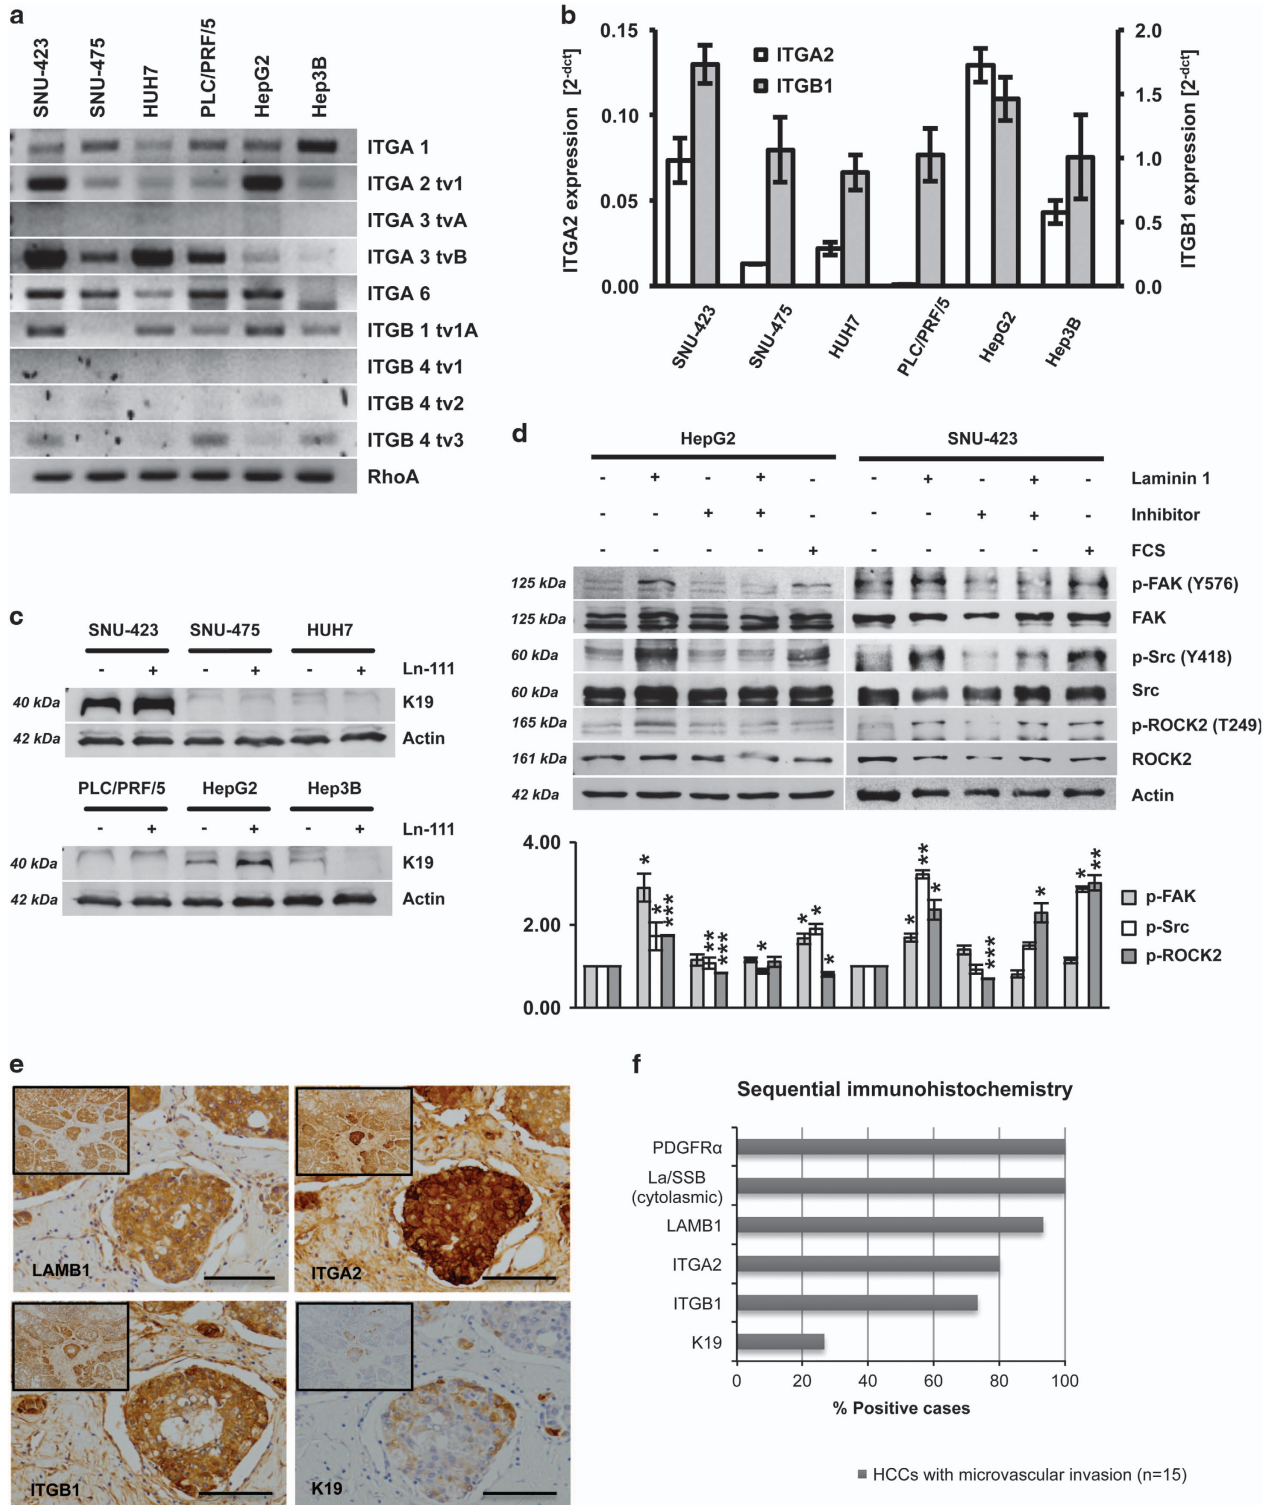 a
SNU-423
SNU-475
HUH7
PLC/PRF/5
HepG2
Hep3B
ITGA 1
ITGA 2 tv1
ITGA 3 tvA
ITGA 3 tvB
ITGA 6
ITGB 1 tv1A
ITGB 4 tv1
ITGB 4 tv2
ITGB 4 tv3
RhoA
b
ITGA2 expression [2-dct]
0.15
0.10
0.05
0.00
ITGA2
ITGB1
2.0
1.5
1.0
0.5
0.0
ITGB1 expression [2-dct]
SNU-423
SNU-475
HUH7
PLC/PRF/5
HepG2
Hep3B
c
SNU-423 SNU-475 HUH7
- + - + - + Ln-111
40 kDa K19
42 kDa Actin
PLC/PRF/5 HepG2 Hep3B
- + - + - + Ln-111
40 kDa K19
42 kDa Actin
d
HepG2 SNU-423
- + - + - - + - + - Laminin 1
- - + + - - - + + - Inhibitor
- - - - + - - - - + FCS
125 kDa p-FAK (Y576)
125 kDa FAK
60 kDa p-Src (Y418)
60 kDa Src
165 kDa p-ROCK2 (T249)
161 kDa ROCK2
42 kDa Actin
4.00
2.00
0.00
* * *** ** *** * * * * * ** * *** * * **
p-FAK
p-Src
p-ROCK2
e
LAMB1
ITGA2
ITGB1
K19
f
Sequential immunohistochemistry
PDGFRα
La/SSB
(cytolasmic)
LAMB1
ITGA2
ITGB1
K19
0 20 40 60 80 100
% Positive cases
HCCs with microvascular invasion (n=15)